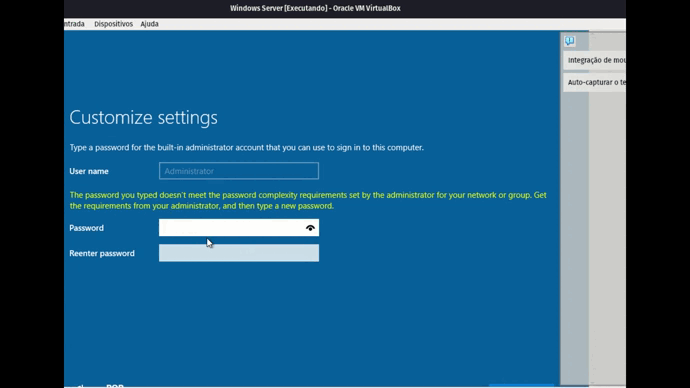 Windows Server [Executando] - Oracle VM VirtualBox
Dispositivos Ajuda
Integração de
Auto-capturar o
Customize settings
Type a password for the built-in administrator account that you can use to sign in to this computer.
User name
Administrator
The password you typed doesn't meet the password complexity requirements set by the administrator for your network or group. Get
the requirements from your administrator, and then type a new password.
Password
Reenter password